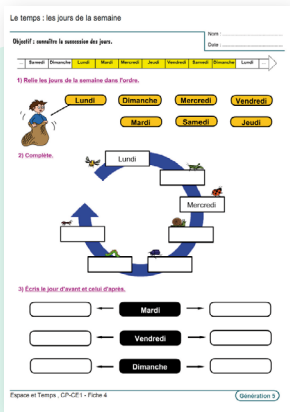 Le temps : les jours de la semaine
Nom :
Objectif : connaître la succession des jours.
Date :
... Samedi Dimanche Lundi Mardi Mercredi Jeudi Vendredi Samedi Dimanche Lundi ...
1) Relie les jours de la semaine dans l'ordre.
Lundi Dimanche Mercredi Vendredi
Mardi Samedi Jeudi
2) Complète.
Lundi
Mercredi
3) Écris le jour d'avant et celui d'après.
Mardi
Vendredi
Dimanche
Espace et Temps , CP-CE1 - Fiche 4
Génération 5